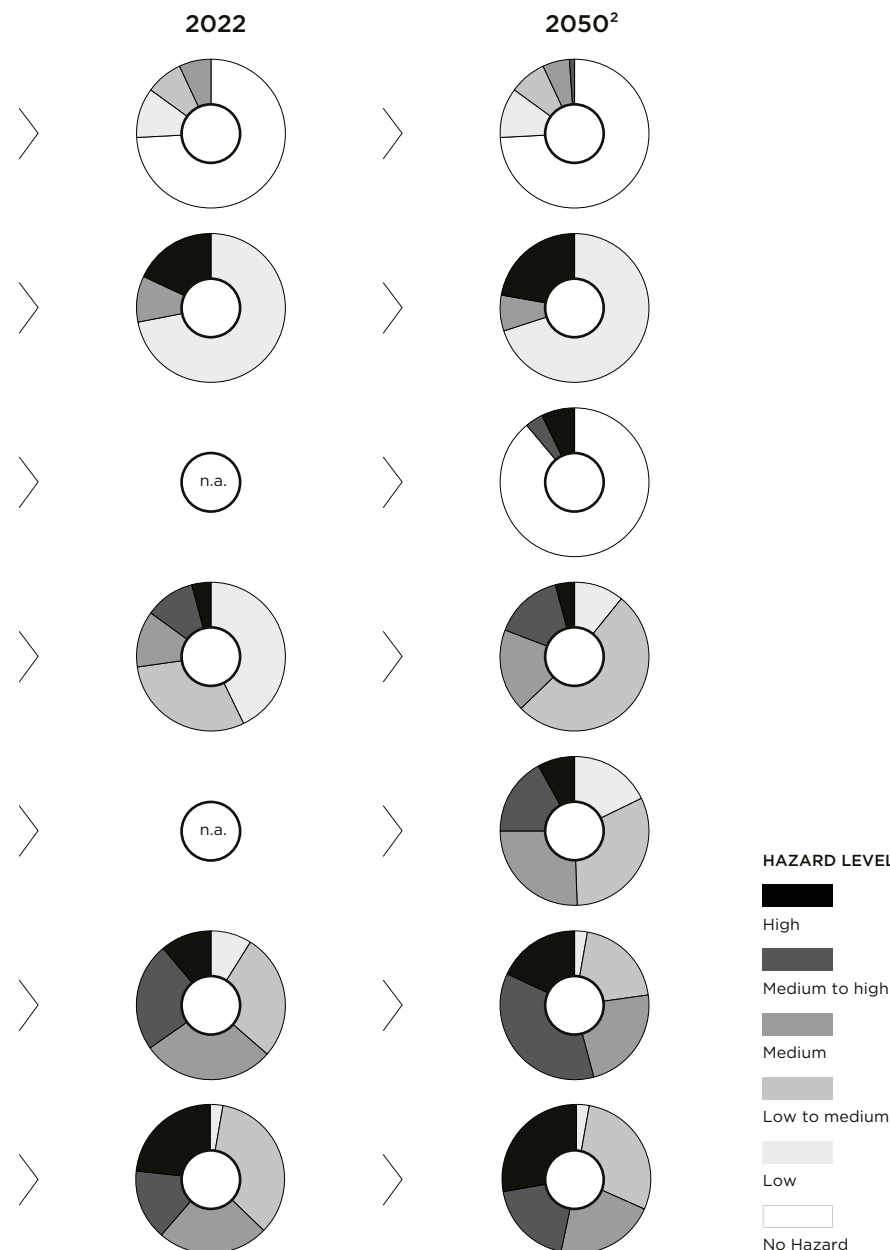 2022
2050²
n.a.
n.a.
HAZARD LEVEL
High
Medium to high
Medium
Low to medium
Low
No Hazard